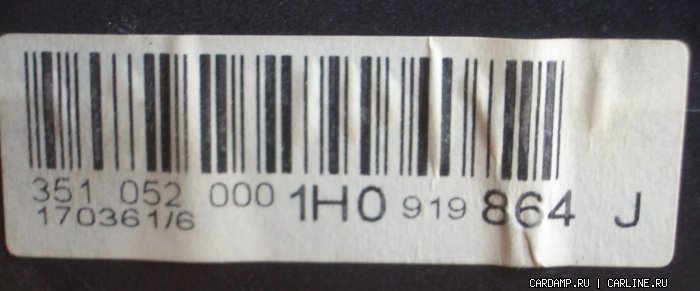 351 052 000 1H0 919 864 J
170361/6
CARDAMP.RU | CARLINE.RU